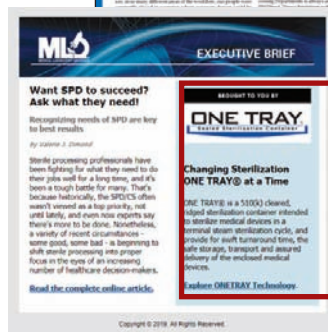 MLO
EXECUTIVE BRIEF
Want SPD to succeed?
Ask what they need!
Recognizing needs of SPD are key
to best results
By Valerie J. Dimond
Sterile processing professionals have
been fighting for what they need to do
their jobs well for a long time, and it's
been a tough battle for many. That's
because historically, the SPD/CS often
wasn't viewed as a top priority, not
until lately, and even now experts say
there's more to be done. Nonetheless,
a variety of recent circumstances -
some good, some bad - is beginning to
shift sterile processing into proper
focus in the eyes of an increasing
number of healthcare decision-makers.
Read the complete online article.
BROUGHT TO YOU BY
ONE TRAY
Sealed Sterilization Container
Changing Sterilization
ONE TRAY® at a Time
ONE TRAY® is a 510(k) cleared,
ridged sterilization container intended
to sterilize medical devices in a
terminal steam sterilization cycle, and
provide for swift turnaround time, the
safe storage, transport and assured
delivery of the enclosed medical
devices.
Explore ONETRAY Technology.
Copyright © 2018. All Rights Reserved.